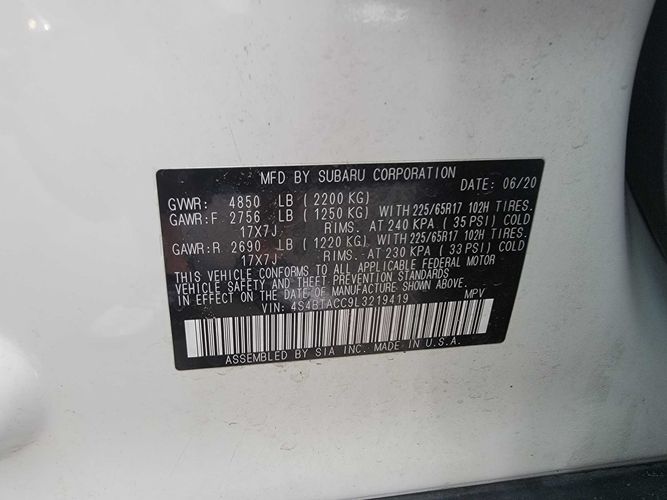 MFD BY SUBARU CORPORATION
DATE: 06/20
GVWR: 4850 LB (2200 KG)
GAWR:F 2756 LB (1250 KG) WITH 225/65R17 102H TIRES.
17X7J RIMS. AT 240 KPA (35 PSI) COLD
GAWR:R 2690 LB (1220 KG) WITH 225/65R17 102H TIRES.
17X7J RIMS. AT 230 KPA (33 PSI) COLD
THIS VEHICLE CONFORMS TO ALL APPLICABLE FEDERAL MOTOR
VEHICLE SAFETY AND THEFT PREVENTION STANDARDS
IN EFFECT ON DATE OF MANUFACTURE SHOWN ABOVE.
VIN: 4S4BTACC9L3219419 MPV
ASSEMBLED BY SIA INC. MADE IN U.S.A.